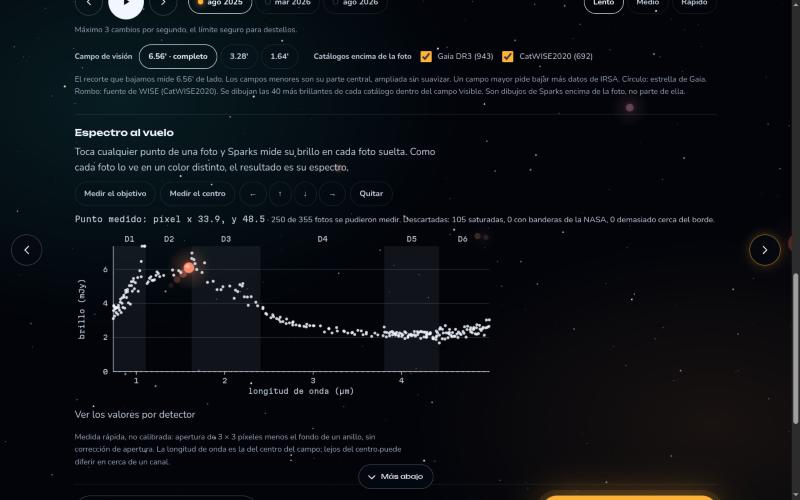 ago 2025 mar 2026 ago 2026 Lento Medio Rápido
Máximo 3 cambios por segundo, el límite seguro para destellos.
Campo de visión 6.56' · completo 3.28' 1.64' Catálogos encima de la foto Gaia DR3 (943) CatWISE2020 (692)
El recorte que bajamos mide 6.56' de lado. Los campos menores son su parte central, ampliada sin suavizar. Un campo mayor pide bajar más datos de IRSA. Círculo: estrella de Gaia.
Rombo: fuente de WISE (CatWISE2020). Se dibujan las 40 más brillantes de cada catálogo dentro del campo visible. Son dibujos de Sparks encima de la foto, no parte de ella.
Espectro al vuelo
Toca cualquier punto de una foto y Sparks mide su brillo en cada foto suelta. Como
cada foto lo ve en un color distinto, el resultado es su espectro.
Medir el objetivo Medir el centro ← ↑ ↓ → Quitar
Punto medido: píxel x 33.9, y 48.5 · 250 de 355 fotos se pudieron medir. Descartadas: 105 saturadas, 0 con banderas de la NASA, 0 demasiado cerca del borde.
D1 D2 D3 D4 D5 D6
brillo (mJy)
6
4
2
0
1 2 3 4
longitud de onda (µm)
Ver los valores por detector
Medida rápida, no calibrada: apertura de 3 × 3 píxeles menos el fondo de un anillo, sin
corrección de apertura. La longitud de onda es la del centro del campo; lejos del centro puede
diferir en cerca de un canal.
Más abajo